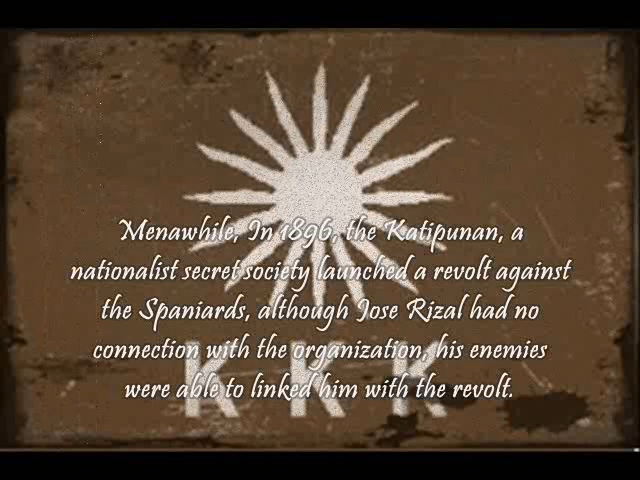 Menawhile, In 1896, the Katipunan, a
nationalist secret society launched a revolt against
the Spaniards, although Jose Rizal had no
connection with the organization, his enemies
were able to linked him with the revolt.
K K K